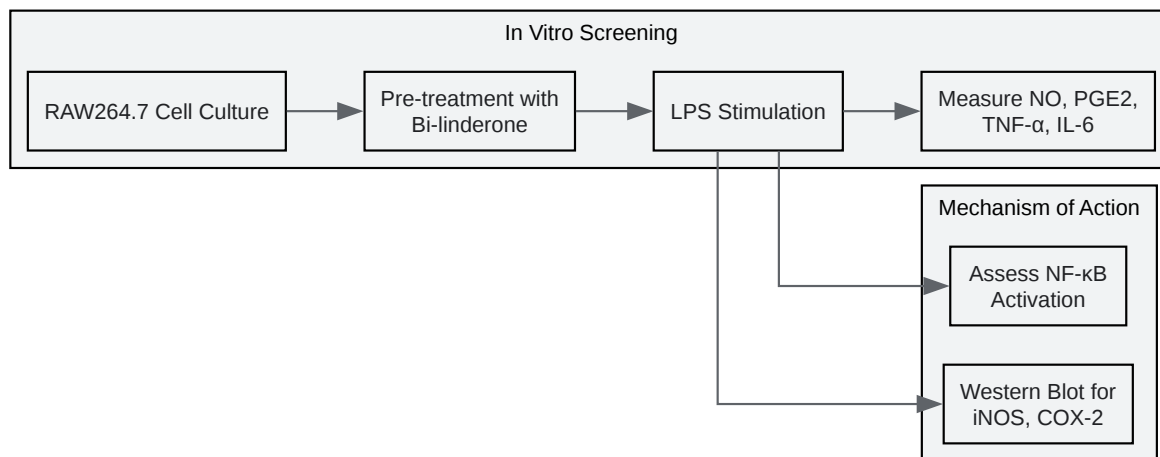 In Vitro Screening
RAW264.7 Cell Culture
Pre-treatment with
Bi-linderone
LPS Stimulation
Measure NO, PGE2,
TNF-α, IL-6
Mechanism of Action
Assess NF-κB
Activation
Western Blot for
iNOS, COX-2